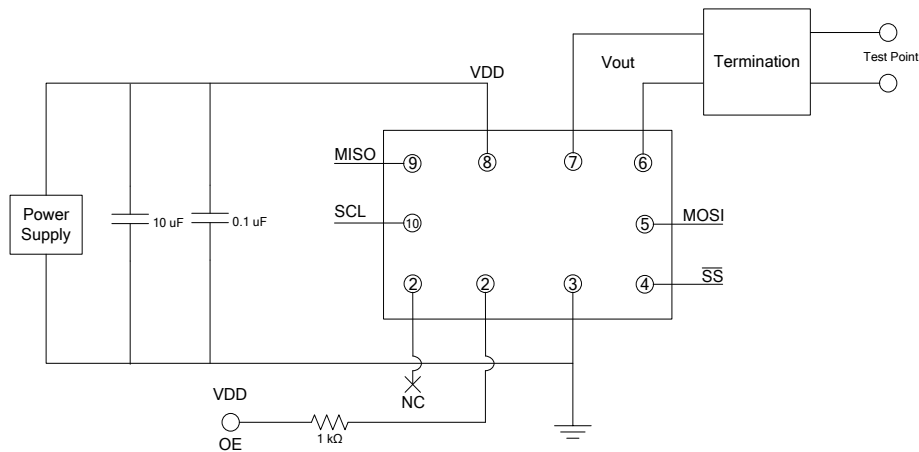 VDD
Vout
Termination
Test Point
MISO
9
8
7
6
Power
Supply
10 uF
0.1 uF
SCL
10
5
MOSI
2
2
3
4
SS
VDD
NC
OE
1 kΩ